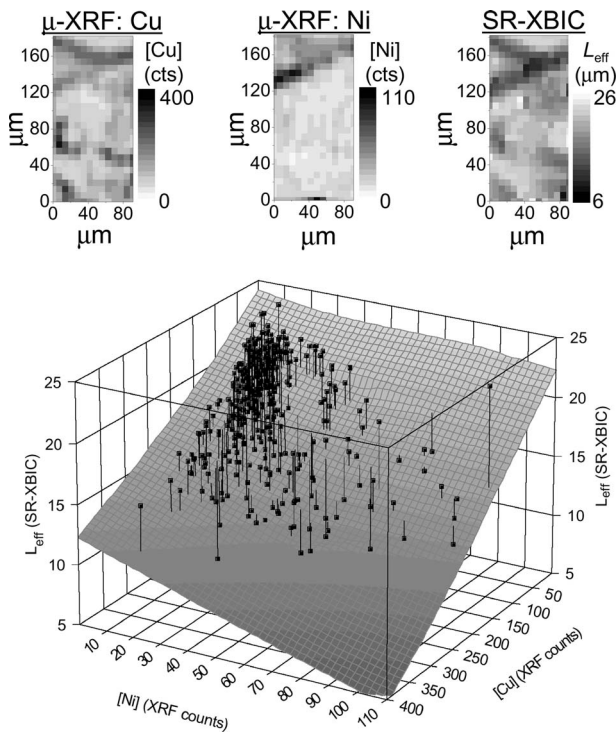 μ-XRF: Cu
μ-XRF: Ni
SR-XBIC
[Cu]
(cts)
[Ni]
(cts)
L eff
(μm)
160
120
80
40
0
μm
0 40 80
μm
400
0
160
120
80
40
0
μm
0 40 80
μm
110
0
160
120
80
40
0
μm
0 40 80
μm
26
6
25
20
15
10
5
L eff (SR-XBIC)
25
20
15
10
5
L eff (SR-XBIC)
10
20
30
40
50
60
70
80
90
100
110
[Ni] (XRF counts)
50
100
150
200
250
300
350
400
[Cu] (XRF counts)